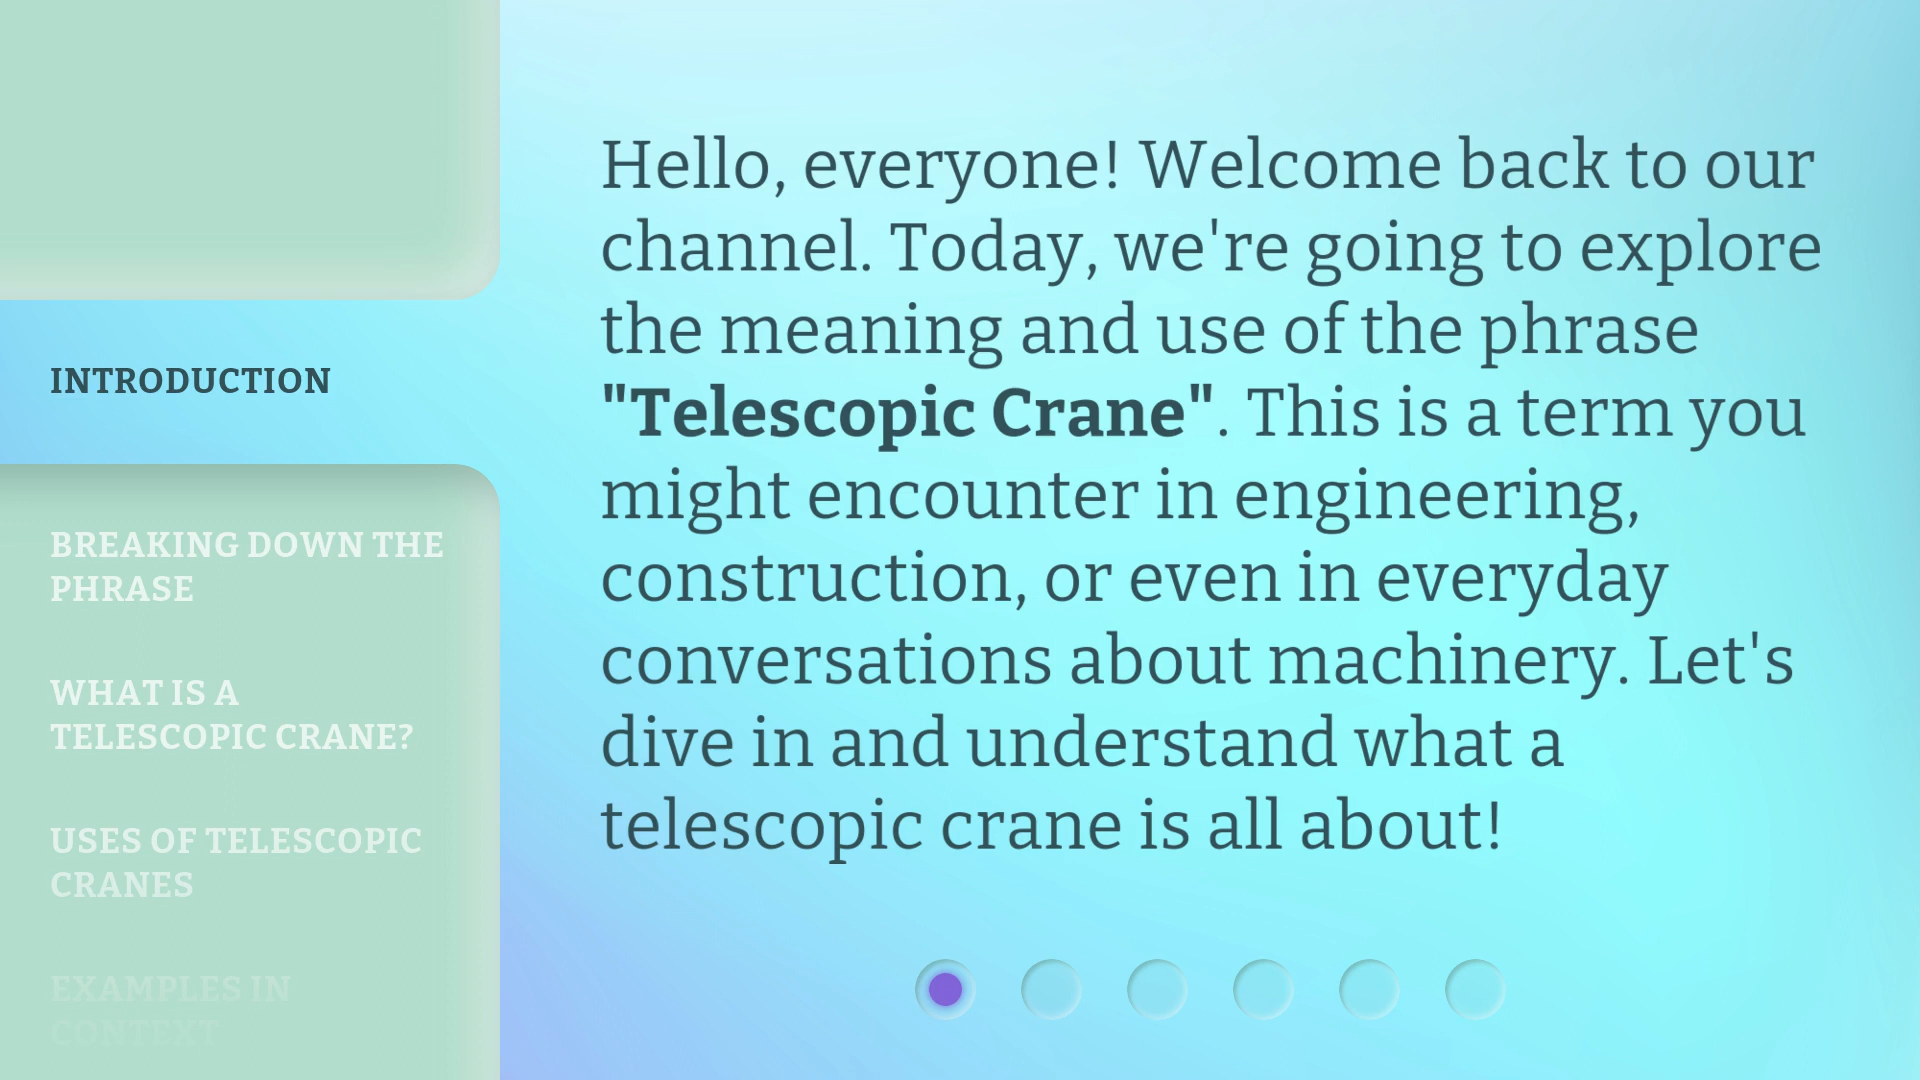 INTRODUCTION
BREAKING DOWN THE
PHRASE
WHAT IS A
TELESCOPIC CRANE?
USES OF TELESCOPIC
CRANES
EXAMPLES IN
CONTEXT
Hello, everyone! Welcome back to our
channel. Today, we're going to explore
the meaning and use of the phrase
"Telescopic Crane". This is a term you
might encounter in engineering,
construction, or even in everyday
conversations about machinery. Let's
dive in and understand what a
telescopic crane is all about!